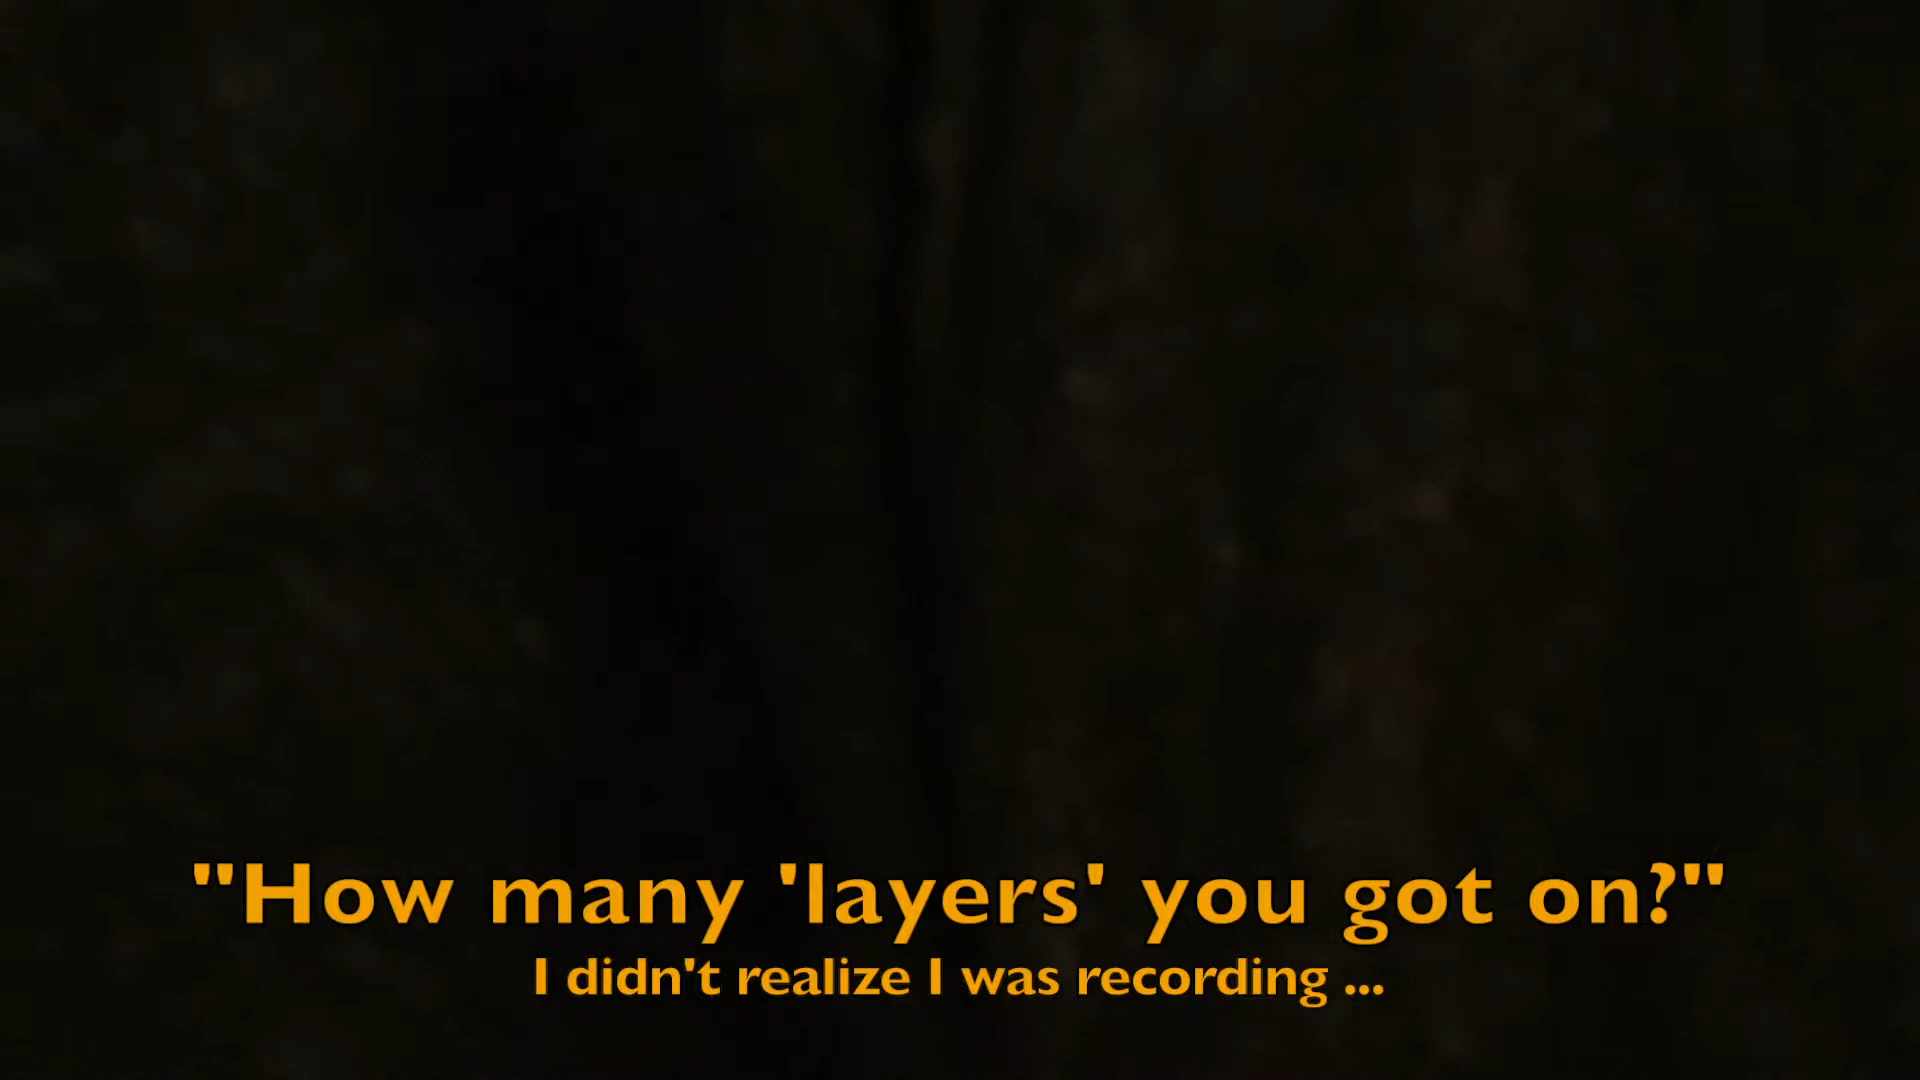 "How many 'layers' you got on?"
I didn't realize I was recording ...